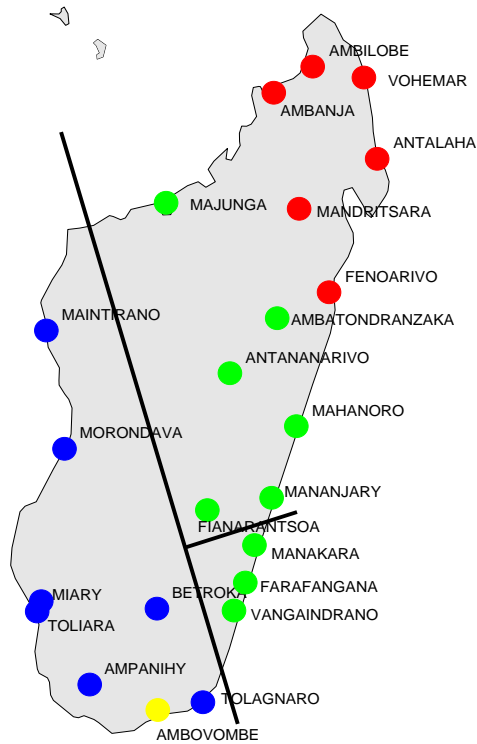 AMBILOBE
VOHEMAR
AMBANJA
ANTALAHA
MAJUNGA
MANDRITSARA
FENOARIVO
MAINTIRANO
AMBATONDRANZAKA
ANTANANARIVO
MAHANORO
MORONDAVA
MANANJARY
FIANARANTSOA
MANAKARA
BETROKA
FARAFANGANA
MIARY
VANGAINDRANO
TOLIARA
AMPANIHY
TOLAGNARO
AMBOVOMBE